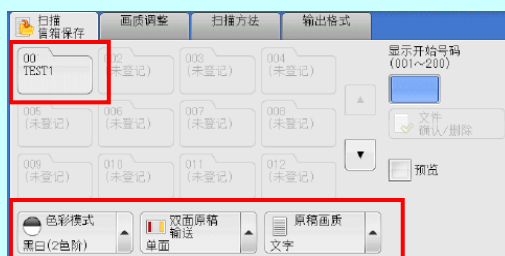 扫描
信箱保存
画质调整
扫描方法
输出格式
00
TEST1
002
(未登记)
003
(未登记)
004
(未登记)
显示开始号码
(001～200)
005
(未登记)
006
(未登记)
007
(未登记)
008
(未登记)
文件
确认/删除
009
(未登记)
010
(未登记)
011
(未登记)
012
(未登记)
预览
色彩模式
黑白(2色阶)
双面原稿
输送
单面
原稿画质
文字